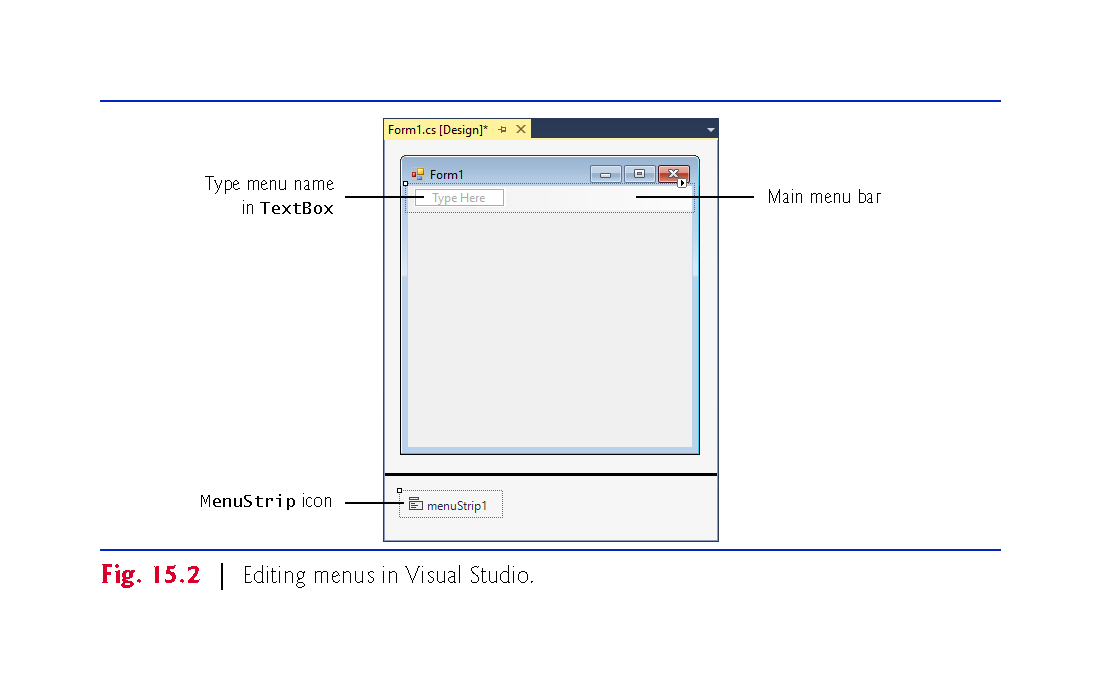 Form1.cs [Design]*
Form1
Type menu name
in TextBox
Type Here
Main menu bar
MenuStrip icon
menuStrip1
Fig. 15.2 | Editing menus in Visual Studio.